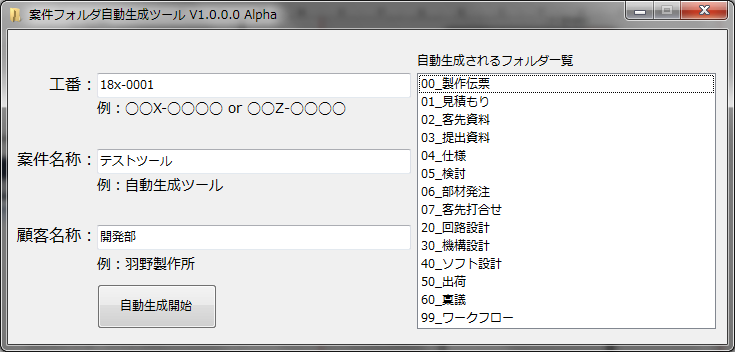 案件フォルダ自動生成ツール V1.0.0.0 Alpha
工番： 18x-0001
例：○○X-○○○○ or ○○Z-○○○○
案件名称： テストツール
例：自動生成ツール
顧客名称： 開発部
例：羽野製作所
自動生成開始
自動生成されるフォルダ一覧
00_製作伝票
01_見積もり
02_客先資料
03_提出資料
04_仕様
05_検討
06_部材発注
07_客先打合せ
20_回路設計
30_機構設計
40_ソフト設計
50_出荷
60_稟議
99_ワークフロー